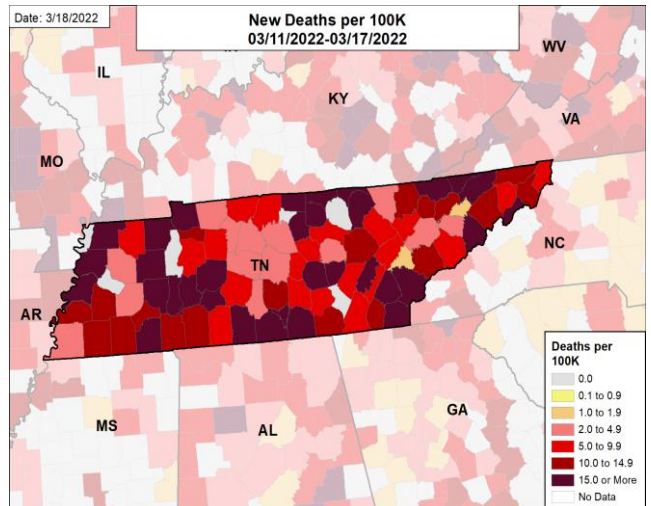 Date: 3/18/2022
New Deaths per 100K
03/11/2022-03/17/2022
WV
IL
KY
VA
MO
TN
NC
AR
MS
AL
GA
Deaths per
100K
0.0
0.1 to 0.9
1.0 to 1.9
2.0 to 4.9
5.0 to 9.9
10.0 to 14.9
15.0 or More
No Data